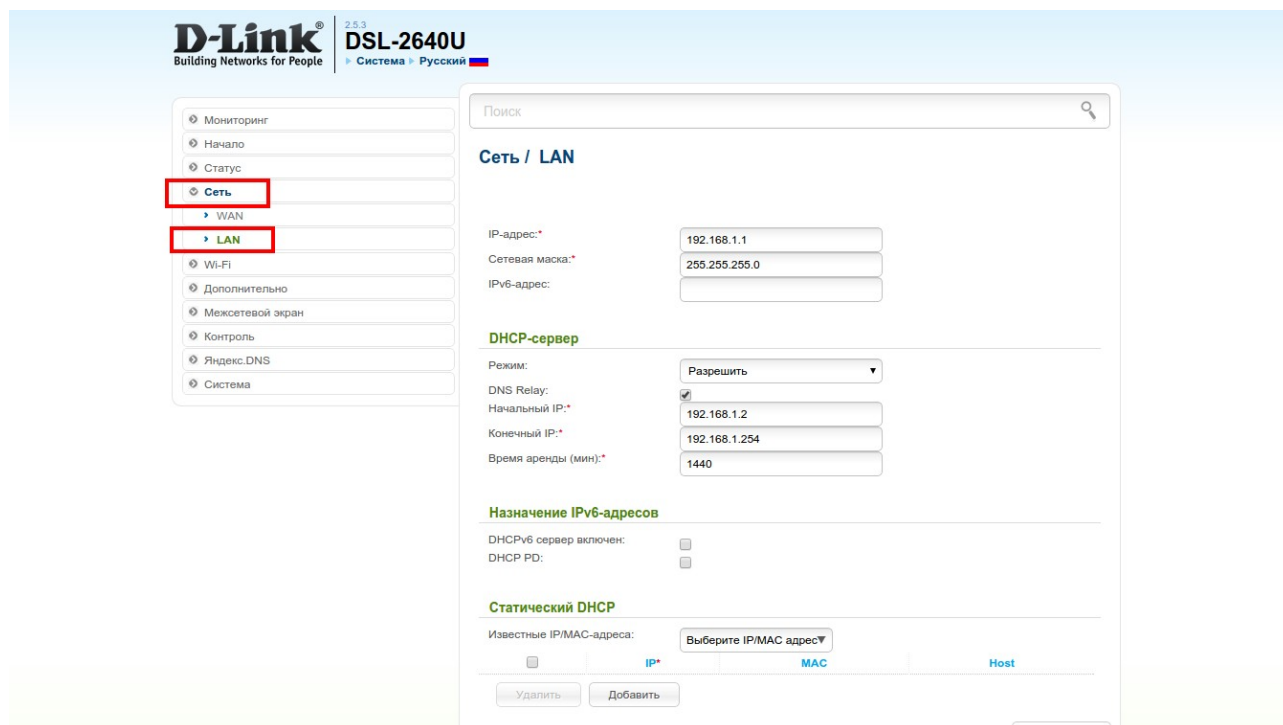 D-Link®
Building Networks for People
2.5.3
DSL-2640U
Система Русский
Мониторинг
Начало
Статус
Сеть
WAN
LAN
Wi-Fi
Дополнительно
Межсетевой экран
Контроль
Яндекс.DNS
Система
Поиск
Сеть / LAN
IP-адрес:* 192.168.1.1
Сетевая маска:* 255.255.255.0
IPv6-адрес:
DHCP-сервер
Режим: Разрешить
DNS Relay:
Начальный IP:* 192.168.1.2
Конечный IP:* 192.168.1.254
Время аренды (мин):* 1440
Назначение IPv6-адресов
DHCPv6 сервер включен:
DHCP PD:
Статический DHCP
Известные IP/MAC-адреса: Выберите IP/MAC адрес
IP* MAC Host
Удалить Добавить